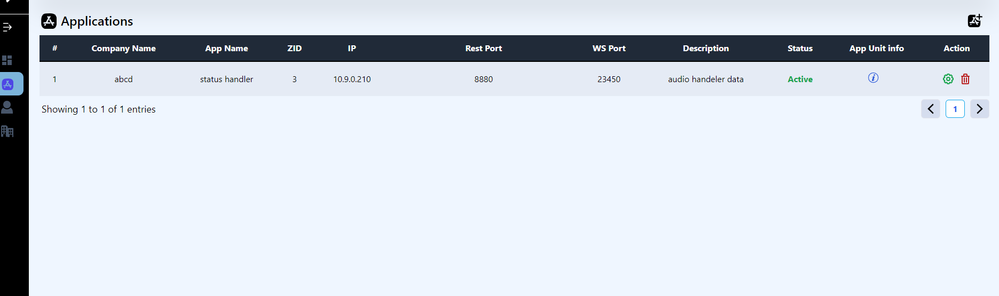 Applications
# Company Name App Name ZID IP Rest Port WS Port Description Status App Unit info Action
1 abcd status handler 3 10.9.0.210 8880 23450 audio handeler data Active i
Showing 1 to 1 of 1 entries 1